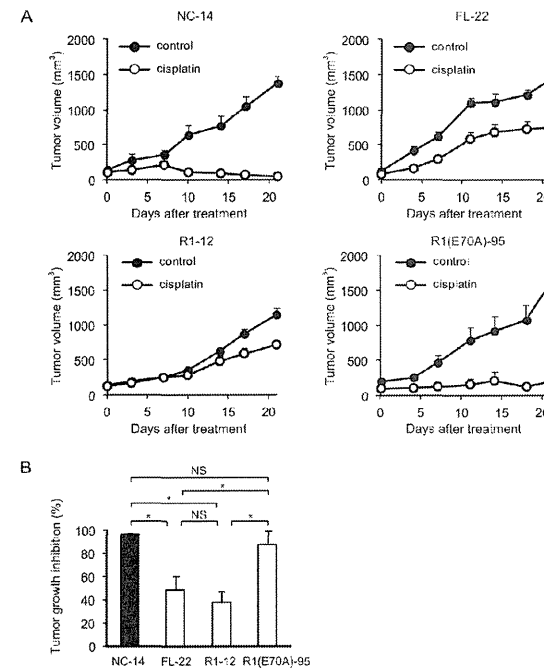 A
NC-14
FL-22
control
cisplatin
control
cisplatin
Tumor volume (mm3)
2000
1500
1000
500
0
0 5 10 15 20
Days after treatment
Tumor volume (mm3)
2000
1500
1000
500
0
0 5 10 15 20
Days after treatment
R1-12
R1(E70A)-95
control
cisplatin
control
cisplatin
Tumor volume (mm3)
2000
1500
1000
500
0
0 5 10 15 20
Days after treatment
Tumor volume (mm3)
2000
1500
1000
500
0
0 5 10 15 20
Days after treatment
B
NS
*
*
* NS *
Tumor growth inhibition (%)
100
80
60
40
20
0
NC-14 FL-22 R1-12 R1(E70A)-95